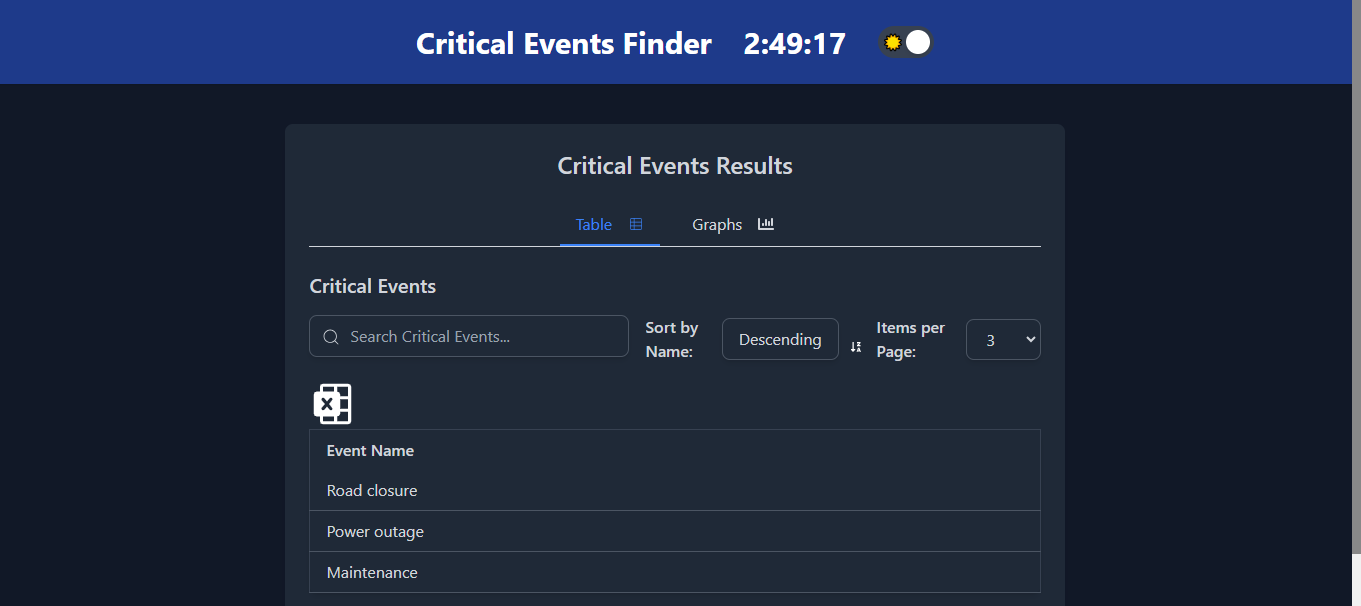 Critical Events Finder 2:49:17
Critical Events Results
Table Graphs
Critical Events
Search Critical Events...
Sort by
Name:
Descending
Items per
Page:
3
X
Event Name
Road closure
Power outage
Maintenance